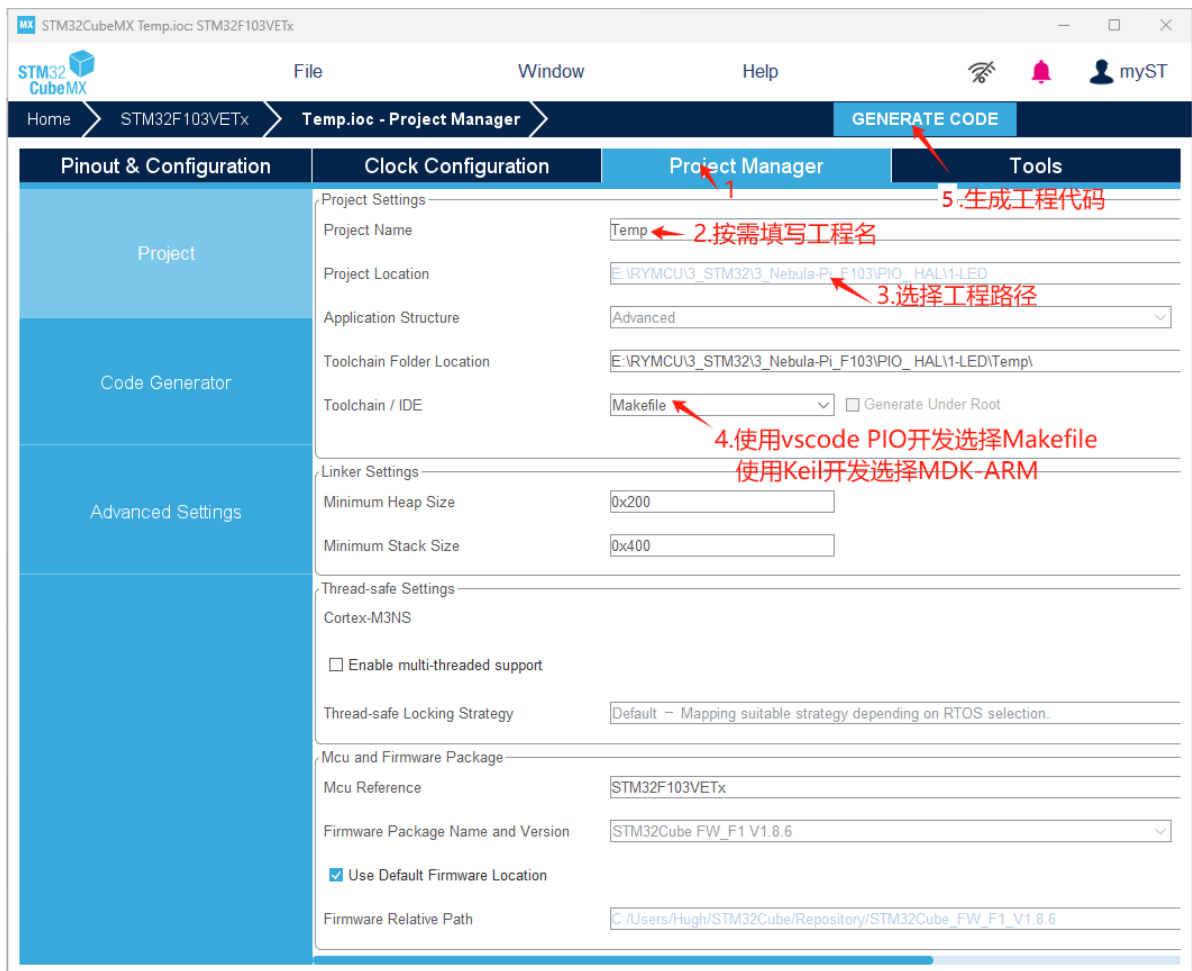 MX STM32CubeMX Temp.ioc: STM32F103VETx
STM32 CubeMX
File Window Help myST
Home STM32F103VETx Temp.ioc - Project Manager GENERATE CODE
Pinout & Configuration Clock Configuration Project Manager Tools
1
5 .生成工程代码
Project
Code Generator
Advanced Settings
Project Settings
Project Name Temp 2.按需填写工程名
Project Location E:\RYMCU\3_STM32\3_Nebula-Pi_F103\PIO_ HAL\1-LED
3.选择工程路径
Application Structure Advanced
Toolchain Folder Location E:\RYMCU\3_STM32\3_Nebula-Pi_F103\PIO_ HAL\1-LED\Temp\
Toolchain / IDE Makefile Generate Under Root
4.使用vscode PIO开发选择Makefile
使用Keil开发选择MDK-ARM
Linker Settings
Minimum Heap Size 0x200
Minimum Stack Size 0x400
Thread-safe Settings
Cortex-M3NS
Enable multi-threaded support
Thread-safe Locking Strategy Default – Mapping suitable strategy depending on RTOS selection.
Mcu and Firmware Package
Mcu Reference STM32F103VETx
Firmware Package Name and Version STM32Cube FW_F1 V1.8.6
Use Default Firmware Location
Firmware Relative Path C:/Users/Hugh/STM32Cube/Repository/STM32Cube_FW_F1_V1.8.6